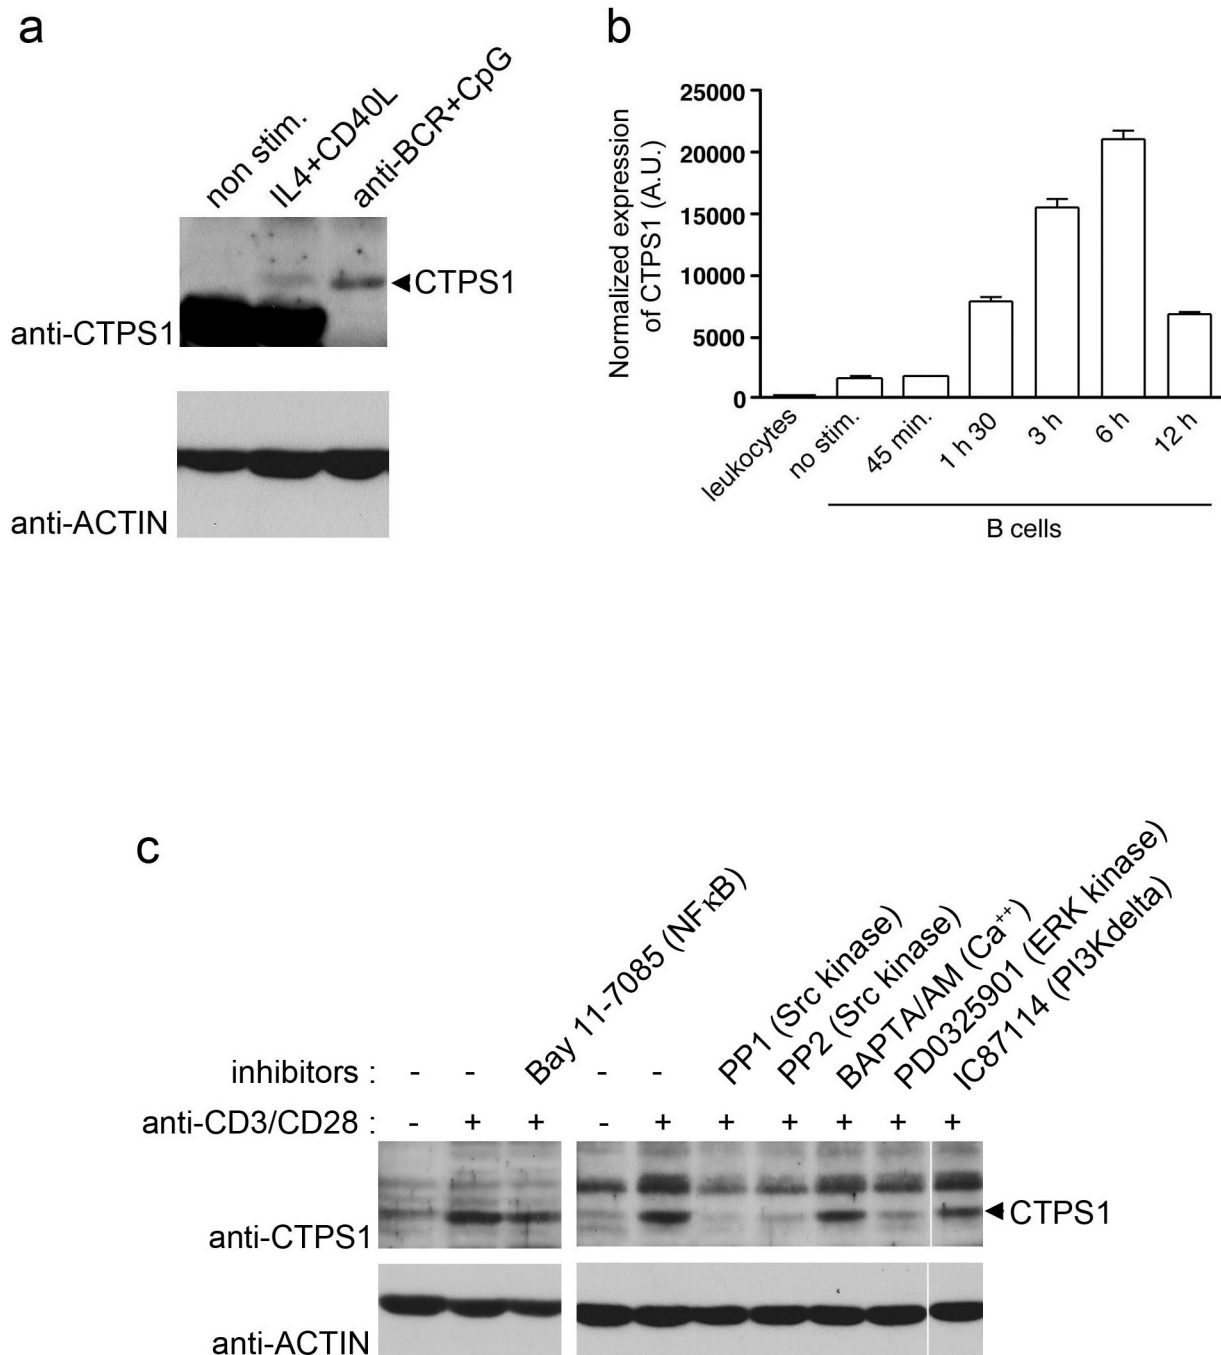 a
non stim.
IL4+CD40L
anti-BCR+CpG
CTPS1
anti-CTPS1
anti-ACTIN
b
Normalized expression
of CTPS1 (A.U.)
25000
20000
15000
10000
5000
0
leukocytes
no stim.
45 min.
1 h 30
3 h
6 h
12 h
B cells
c
inhibitors : - - Bay 11-7085 (NFκB) - - PP1 (Src kinase) PP2 (Src kinase) BAPTA/AM (Ca++) PD0325901 (ERK kinase) IC87114 (PI3Kdelta)
anti-CD3/CD28 : - + + - + + + + + +
CTPS1
anti-CTPS1
anti-ACTIN